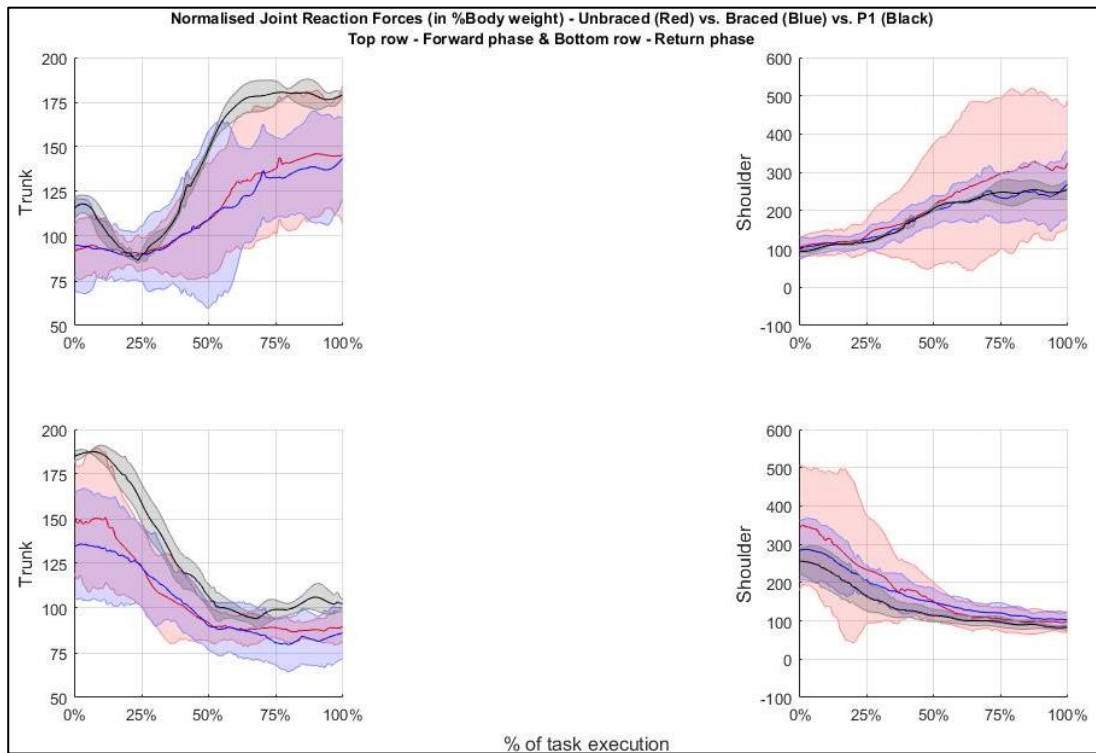 Normalised Joint Reaction Forces (in %Body weight) - Unbraced (Red) vs. Braced (Blue) vs. P1 (Black)
Top row - Forward phase & Bottom row - Return phase
Trunk
200
175
150
125
100
75
50
0% 25% 50% 75% 100%
Shoulder
600
500
400
300
200
100
0
-100
0% 25% 50% 75% 100%
Trunk
200
175
150
125
100
75
50
0% 25% 50% 75% 100%
Shoulder
600
500
400
300
200
100
0
-100
0% 25% 50% 75% 100%
% of task execution